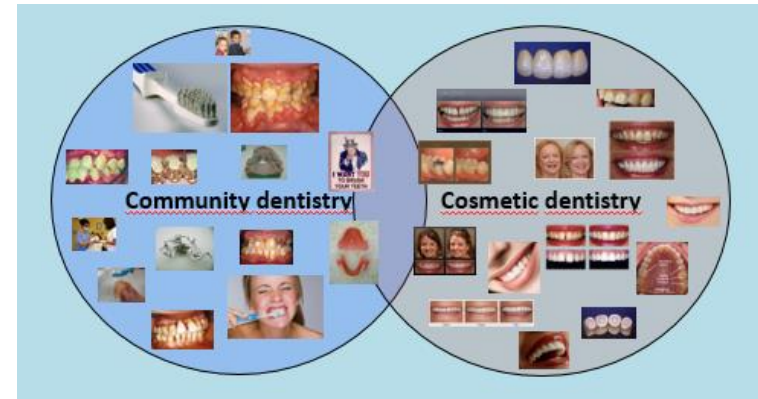 I WANT YOU
TO BRUSH
YOUR TEETH
Community dentistry
Cosmetic dentistry